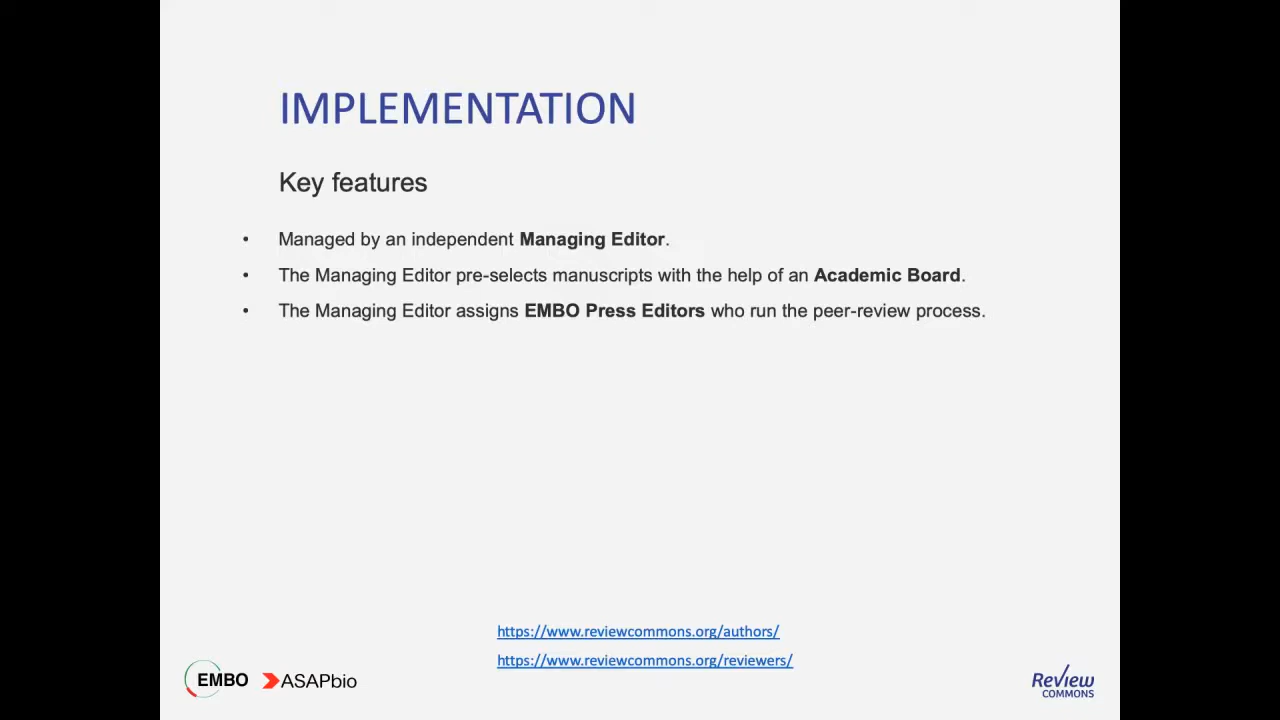 IMPLEMENTATION
Key features
• Managed by an independent Managing Editor.
• The Managing Editor pre-selects manuscripts with the help of an Academic Board.
• The Managing Editor assigns EMBO Press Editors who run the peer-review process.
https://www.reviewcommons.org/authors/
https://www.reviewcommons.org/reviewers/
EMBO ASAPbio
Review
COMMONS